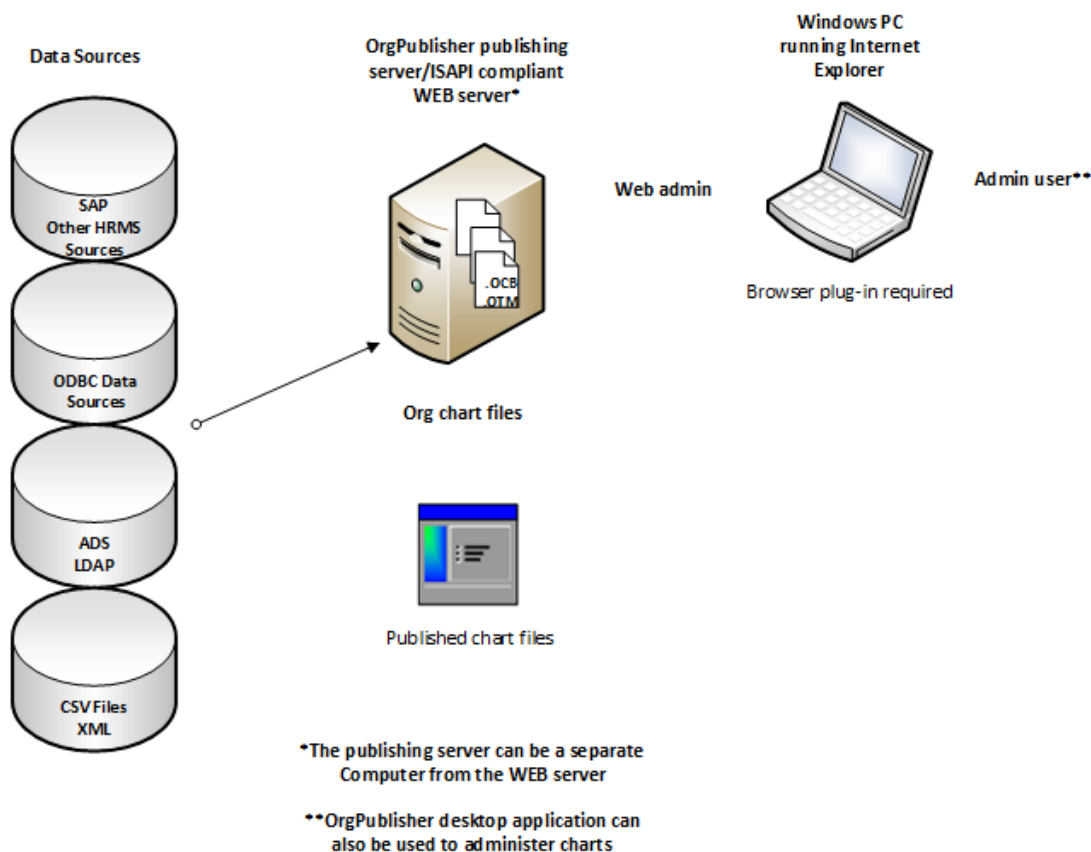 Data Sources
SAP
Other HRMS
Sources
ODBC Data
Sources
ADS
LDAP
CSV Files
XML
OrgPublisher publishing
server/ISAPI compliant
WEB server*
.OCB
.OTM
Org chart files
Published chart files
Web admin
Windows PC
running Internet
Explorer
Browser plug-in required
Admin user**
*The publishing server can be a separate
Computer from the WEB server
**OrgPublisher desktop application can
also be used to administer charts